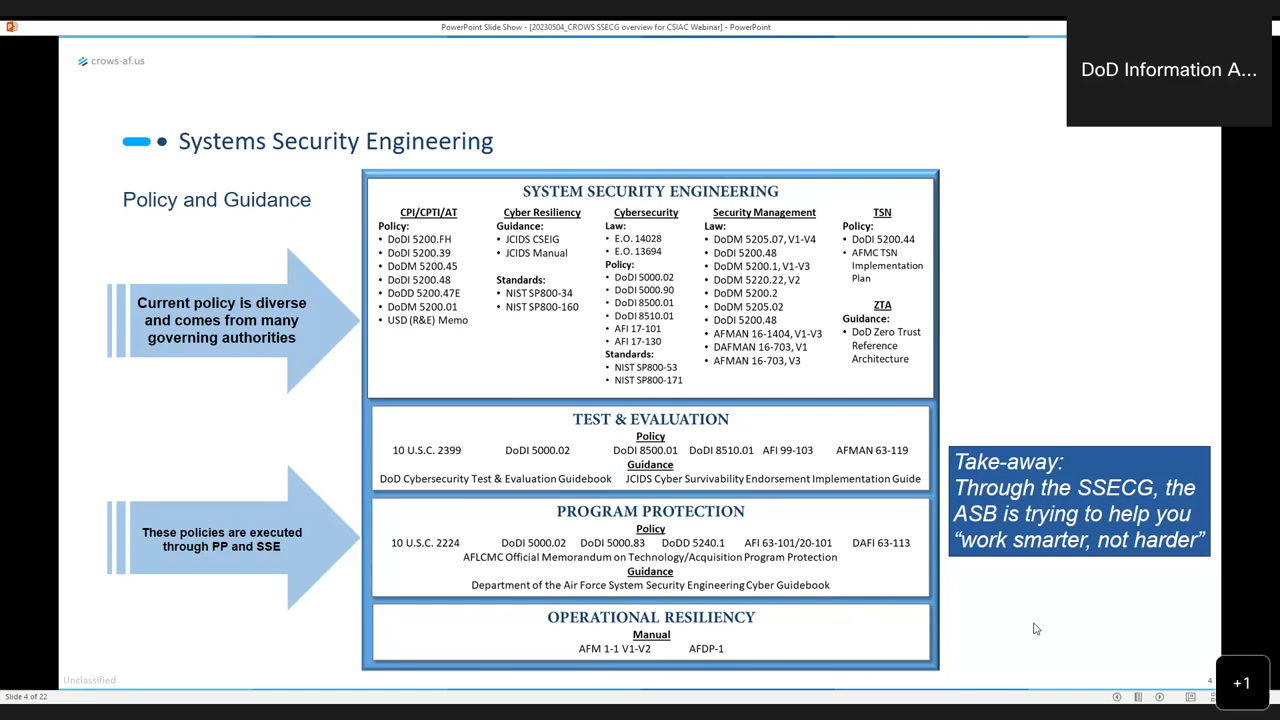 PowerPoint Slide Show - [20230504_CROWS SSECG overview for CSIAC Webinar] - PowerPoint
DoD Information A...
crows-af.us
Systems Security Engineering
Policy and Guidance
Current policy is diverse
and comes from many
governing authorities
These policies are executed
through PP and SSE
SYSTEM SECURITY ENGINEERING
CPI/CPTI/AT
Policy:
• DoDI 5200.FH
• DoDI 5200.39
• DoDM 5200.45
• DoDI 5200.48
• DoDD 5200.47E
• DoDM 5200.01
• USD (R&E) Memo
Cyber Resiliency
Guidance:
• JCIDS CSEIG
• JCIDS Manual
Standards:
• NIST SP800-34
• NIST SP800-160
Cybersecurity
Law:
• E.O. 14028
• E.O. 13694
Policy:
• DoDI 5000.02
• DoDI 5000.90
• DoDI 8500.01
• DoDI 8510.01
• AFI 17-101
• AFI 17-130
Standards:
• NIST SP800-53
• NIST SP800-171
Security Management
Law:
• DoDM 5205.07, V1-V4
• DoDI 5200.48
• DoDM 5200.1, V1-V3
• DoDM 5220.22, V2
• DoDM 5200.2
• DoDM 5205.02
• DoDI 5200.48
• AFMAN 16-1404, V1-V3
• DAFMAN 16-703, V1
• AFMAN 16-703, V3
TSN
Policy:
• DoDI 5200.44
• AFMC TSN
Implementation
Plan
ZTA
Guidance:
• DoD Zero Trust
Reference
Architecture
TEST & EVALUATION
Policy
10 U.S.C. 2399 DoDI 5000.02 DoDI 8500.01 DoDI 8510.01 AFI 99-103 AFMAN 63-119
Guidance
DoD Cybersecurity Test & Evaluation Guidebook JCIDS Cyber Survivability Endorsement Implementation Guide
PROGRAM PROTECTION
Policy
10 U.S.C. 2224 DoDI 5000.02 DoDI 5000.83 DoDD 5240.1 AFI 63-101/20-101 DAFI 63-113
AFLCMC Official Memorandum on Technology/Acquisition Program Protection
Guidance
Department of the Air Force System Security Engineering Cyber Guidebook
OPERATIONAL RESILIENCY
Manual
AFM 1-1 V1-V2 AFDP-1
Take-away:
Through the SSECG, the
ASB is trying to help you
“work smarter, not harder”
Unclassified
4
Slide 4 of 22
+1